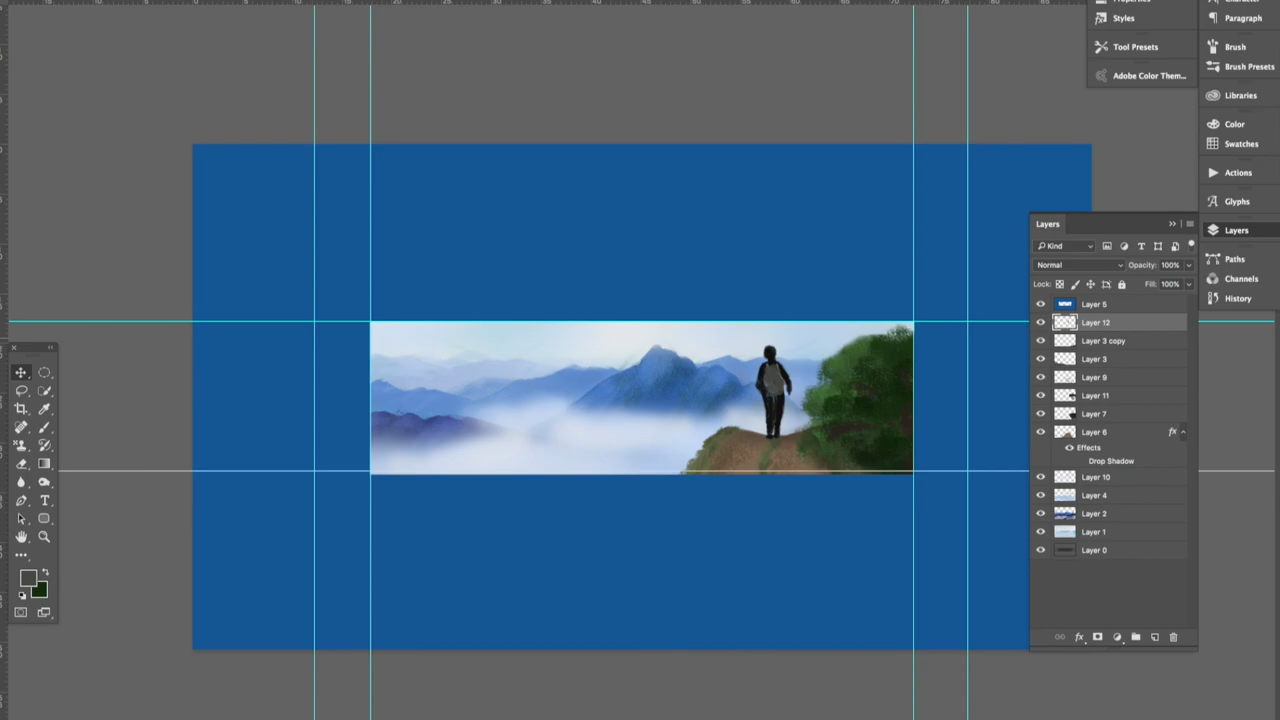 Properties
Character
Styles
Paragraph
Tool Presets
Brush
Brush Presets
Adobe Color Them...
Libraries
Color
Swatches
Actions
Glyphs
Layers
Paths
Channels
History
Layers
Kind
Normal
Opacity: 100%
Lock:
Fill: 100%
Layer 5
Layer 12
Layer 3 copy
Layer 3
Layer 9
Layer 11
Layer 7
Layer 6 fx
Effects
Drop Shadow
Layer 10
Layer 4
Layer 2
Layer 1
Layer 0
fx